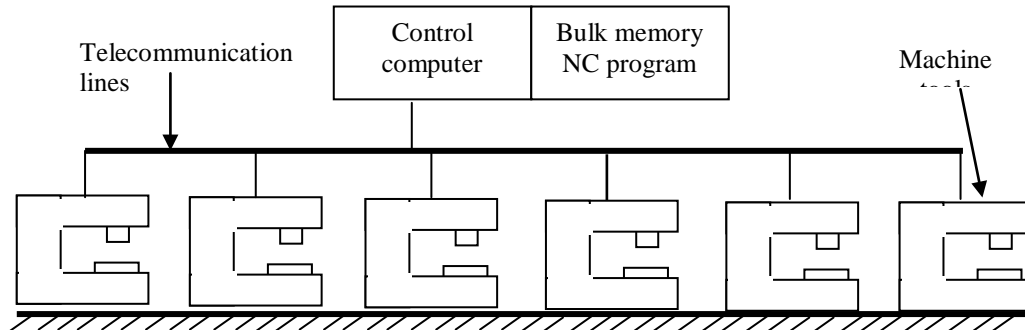 Telecommunication
lines
Control
computer
Bulk memory
NC program
Machine